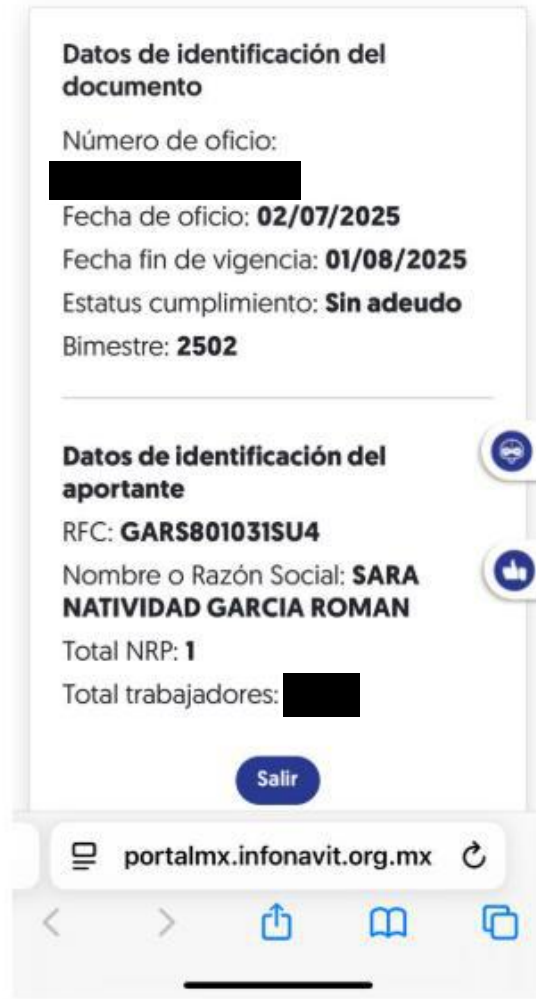 Datos de identificación del
documento
Número de oficio:
Fecha de oficio: 02/07/2025
Fecha fin de vigencia: 01/08/2025
Estatus cumplimiento: Sin adeudo
Bimestre: 2502
Datos de identificación del
aportante
RFC: GARS801031SU4
Nombre o Razón Social: SARA
NATIVIDAD GARCIA ROMAN
Total NRP: 1
Total trabajadores:
Salir
portalmx.infonavit.org.mx